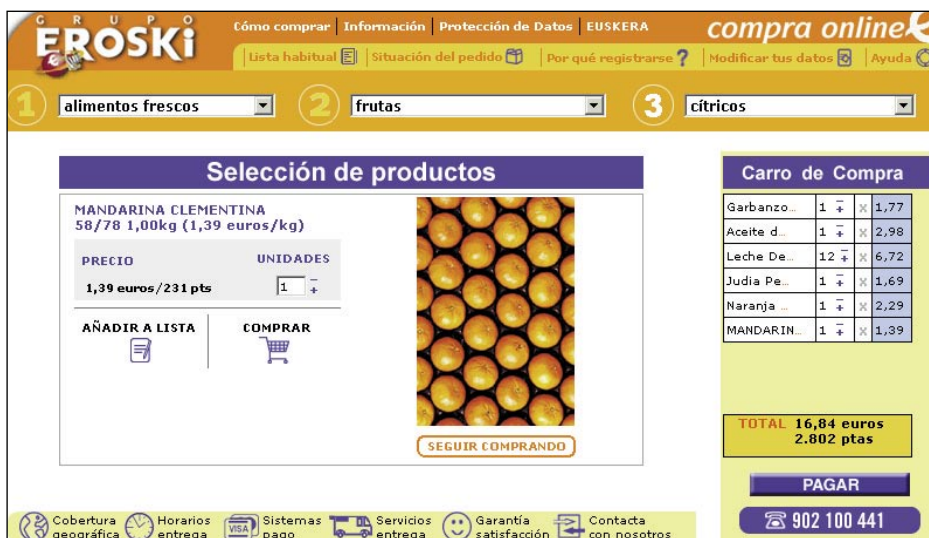 GRUPO
EROSKi
Cómo comprar | Información | Protección de Datos | EUSKERA
compra online
Lista habitual | Situación del pedido | Por qué registrarse ? | Modificar tus datos | Ayuda
1 alimentos frescos
2 frutas
3 cítricos
Selección de productos
MANDARINA CLEMENTINA
58/78 1,00kg (1,39 euros/kg)
PRECIO UNIDADES
1,39 euros/231 pts 1 - +
AÑADIR A LISTA COMPRAR
SEGUIR COMPRANDO
Carro de Compra
Garbanzo... 1 - + x 1,77
Aceite d... 1 - + x 2,98
Leche De... 12 - + x 6,72
Judia Pe... 1 - + x 1,69
Naranja ... 1 - + x 2,29
MANDARIN... 1 - + x 1,39
TOTAL 16,84 euros
2.802 ptas
PAGAR
902 100 441
Cobertura geográfica
Horarios entrega
VISA Sistemas pago
Servicios entrega
Garantía satisfacción
Contacta con nosotros